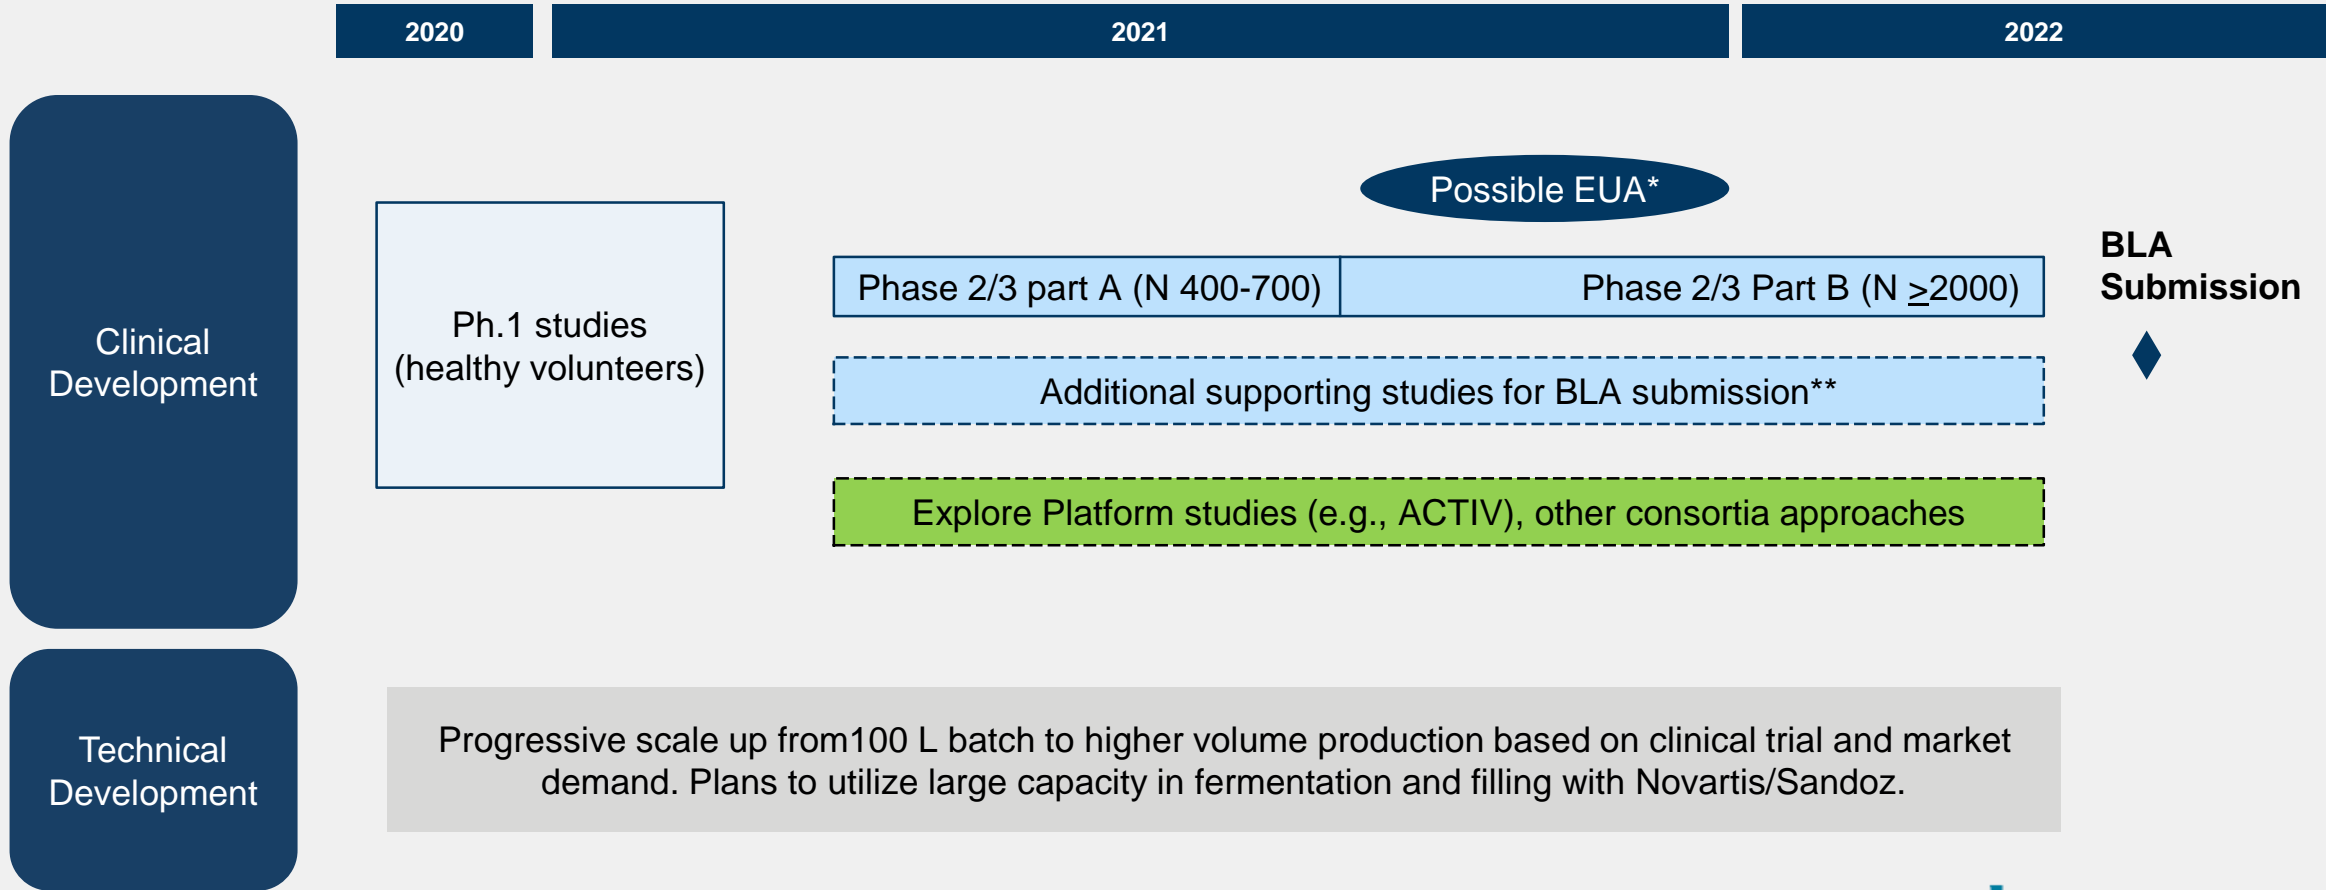 2020
2021
2022
Clinical
Development
Ph.1 studies
(healthy volunteers)
Possible EUA*
Phase 2/3 part A (N 400-700)
Phase 2/3 Part B (N >2000)
BLA
Submission
Additional supporting studies for BLA submission**
Explore Platform studies (e.g., ACTIV), other consortia approaches
Technical
Development
Progressive scale up from100 L batch to higher volume production based on clinical trial and market
demand. Plans to utilize large capacity in fermentation and filling with Novartis/Sandoz.